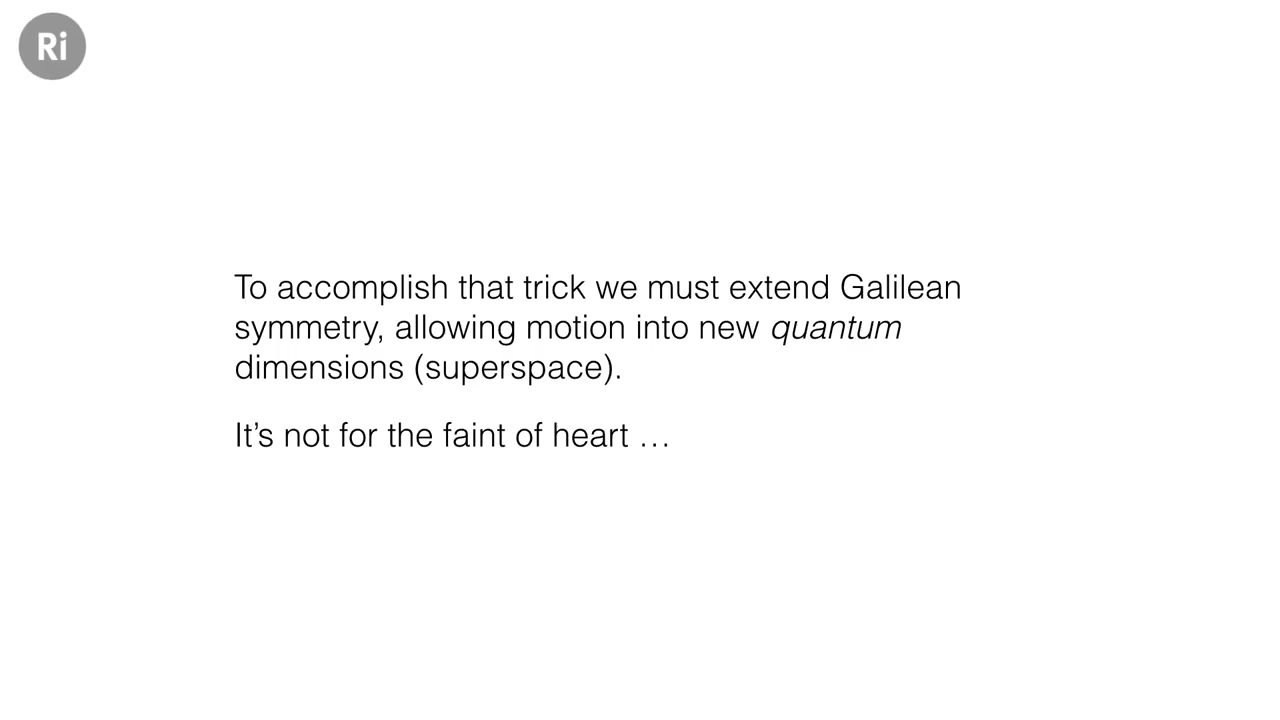 Ri
To accomplish that trick we must extend Galilean
symmetry, allowing motion into new quantum
dimensions (superspace).
It’s not for the faint of heart …